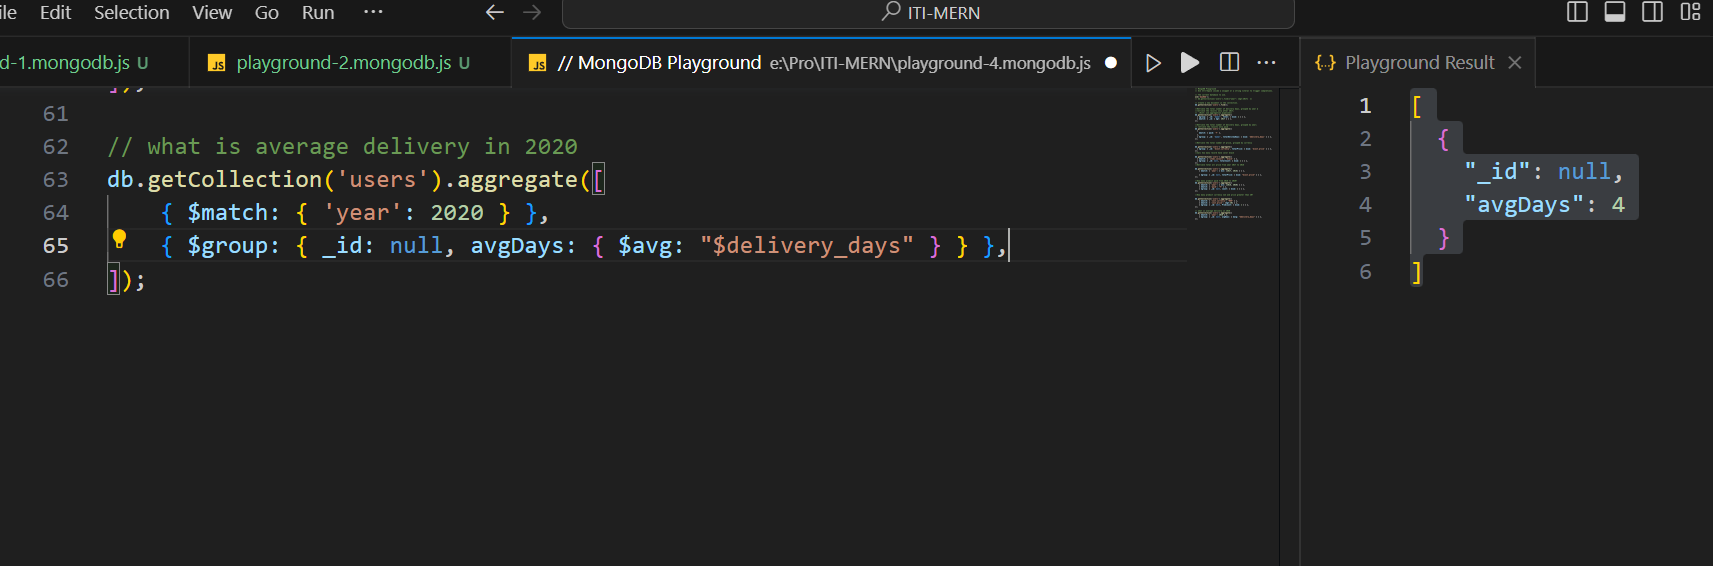 ile Edit Selection View Go Run ··· ITI-MERN
d-1.mongodb.js U playground-2.mongodb.js U // MongoDB Playground e:\Pro\ITI-MERN\playground-4.mongodb.js Playground Result
61
62 // what is average delivery in 2020
63 db.getCollection('users').aggregate([
64 { $match: { 'year': 2020 } },
65 { $group: { _id: null, avgDays: { $avg: "$delivery_days" } } },
66 ]);
1 [
2 {
3 "_id": null,
4 "avgDays": 4
5 }
6 ]